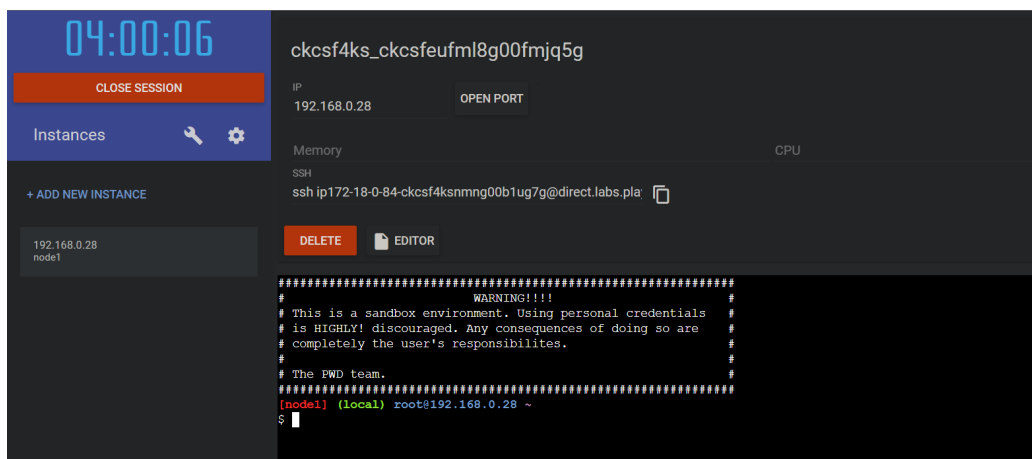 04:00:06
CLOSE SESSION
Instances
+ ADD NEW INSTANCE
192.168.0.28
node1
ckcsf4ks_ckcsfeufml8g00fmjq5g
IP
192.168.0.28
OPEN PORT
Memory
CPU
SSH
ssh ip172-18-0-84-ckcsf4ksnmng00b1ug7g@direct.labs.pla
DELETE
EDITOR
###############################################################
#                          WARNING!!!!                        #
# This is a sandbox environment. Using personal credentials   #
# is HIGHLY! discouraged. Any consequences of doing so are    #
# completely the user's responsibilites.                      #
#                                                             #
# The PWD team.                                               #
###############################################################
[node1] (local) root@192.168.0.28 ~
$